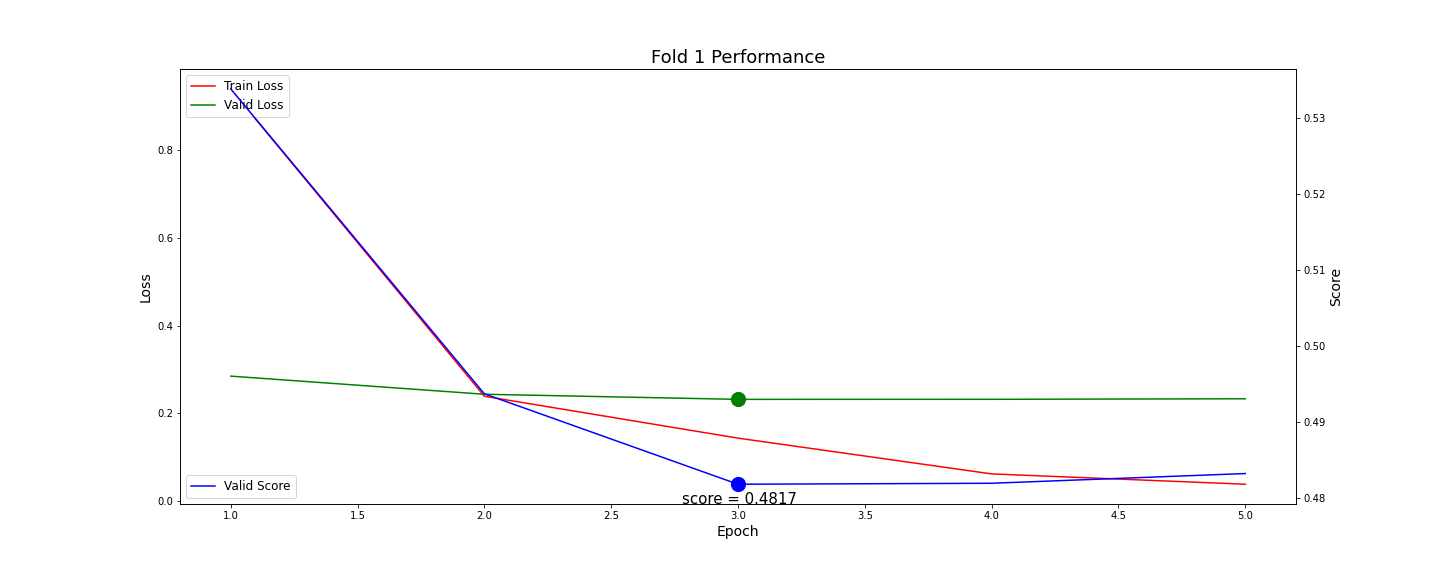 Fold 1 Performance
Train Loss
Valid Loss
Valid Score
score = 0.4817
Loss
0.8
0.6
0.4
0.2
0.0
Score
0.53
0.52
0.51
0.50
0.49
0.48
1.0 1.5 2.0 2.5 3.0 3.5 4.0 4.5 5.0
Epoch